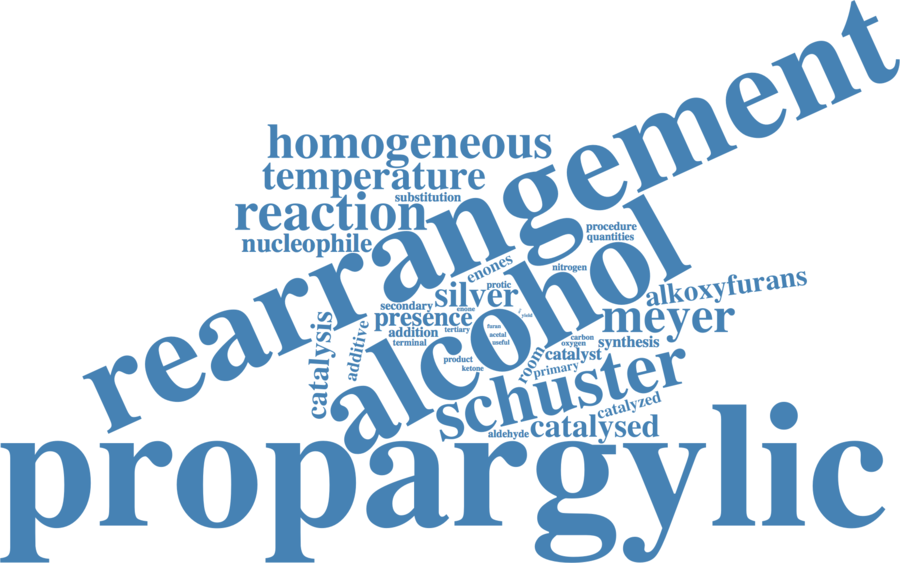 rearrangement
homogeneous
temperature
substitution
reaction
nucleophile
procedure
quantities
alcohol
enones
nitrogen
protic
silver
alkoxyfurans
secondary
enone
yield
presence
meyer
furan
addition
tertiary
acetal
carbon
terminal
useful
oxygen
synthesis
catalysis
additive
room
catalyst
product
ketone
primary
schuster
catalyzed
aldehyde
catalysed
propargylic